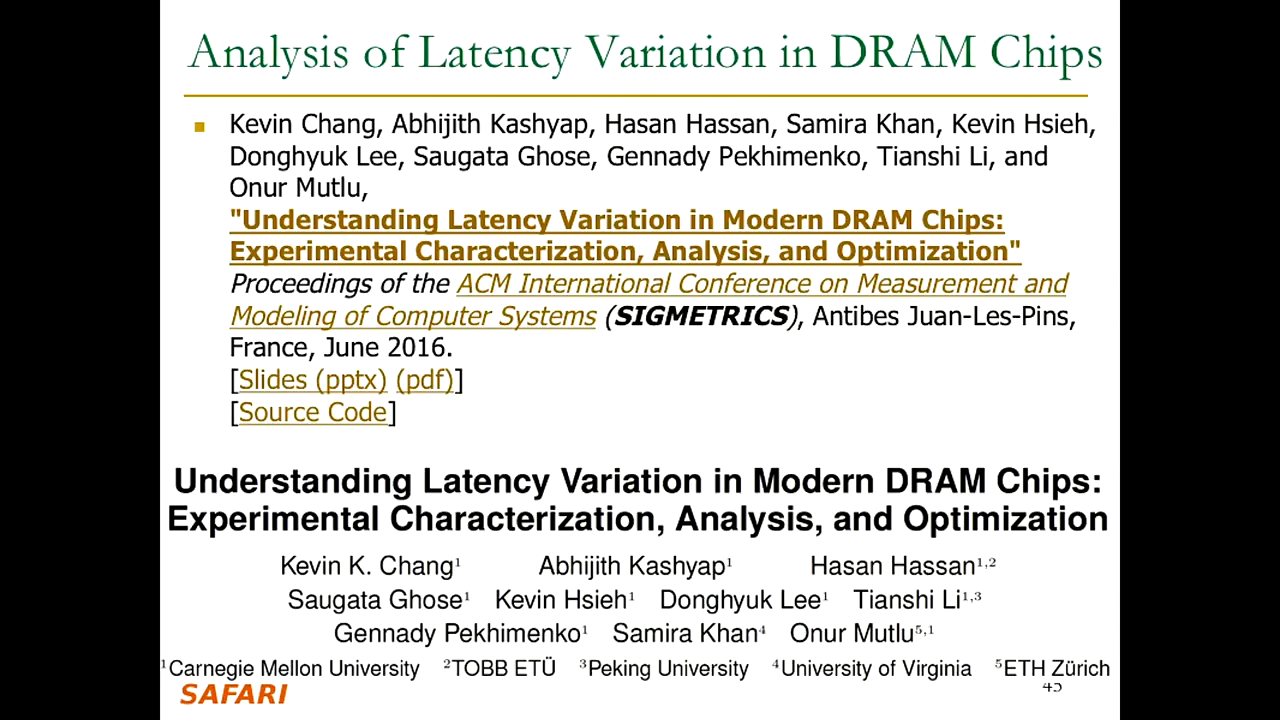 Analysis of Latency Variation in DRAM Chips
Kevin Chang, Abhijith Kashyap, Hasan Hassan, Samira Khan, Kevin Hsieh,
Donghyuk Lee, Saugata Ghose, Gennady Pekhimenko, Tianshi Li, and
Onur Mutlu,
"Understanding Latency Variation in Modern DRAM Chips:
Experimental Characterization, Analysis, and Optimization"
Proceedings of the ACM International Conference on Measurement and
Modeling of Computer Systems (SIGMETRICS), Antibes Juan-Les-Pins,
France, June 2016.
[Slides (pptx) (pdf)]
[Source Code]
Understanding Latency Variation in Modern DRAM Chips:
Experimental Characterization, Analysis, and Optimization
Kevin K. Chang¹ Abhijith Kashyap¹ Hasan Hassan¹,²
Saugata Ghose¹ Kevin Hsieh¹ Donghyuk Lee¹ Tianshi Li¹,³
Gennady Pekhimenko¹ Samira Khan⁴ Onur Mutlu⁵,¹
¹Carnegie Mellon University ²TOBB ETÜ ³Peking University ⁴University of Virginia ⁵ETH Zürich
SAFARI